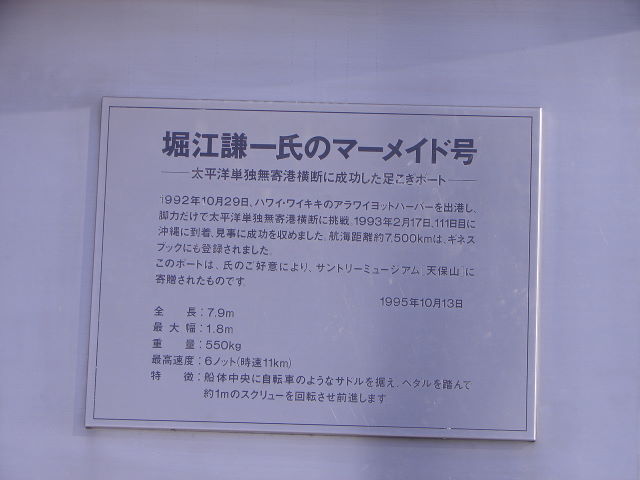 堀江謙一氏のマーメイド号
太平洋単独無寄港横断に成功した足こぎボート
1992年10月29日、ハワイ・ワイキキのアラワイヨットハーバーを出港し、
脚力だけで太平洋単独無寄港横断に挑戦。1993年2月17日、111日目に
沖縄に到着、見事に成功を収めました。航海距離約7,500kmは、ギネス
ブックにも登録されました。
このボートは、氏のご好意により、サントリーミュージアム「天保山」に
寄贈されたものです。
1995年10月13日
全長：7.9m
最大幅：1.8m
重量：550kg
最高速度：6ノット(時速11km)
特徴：船体中央に自転車のようなサドルを据え、ペダルを踏んで
約1mのスクリューを回転させ前進します